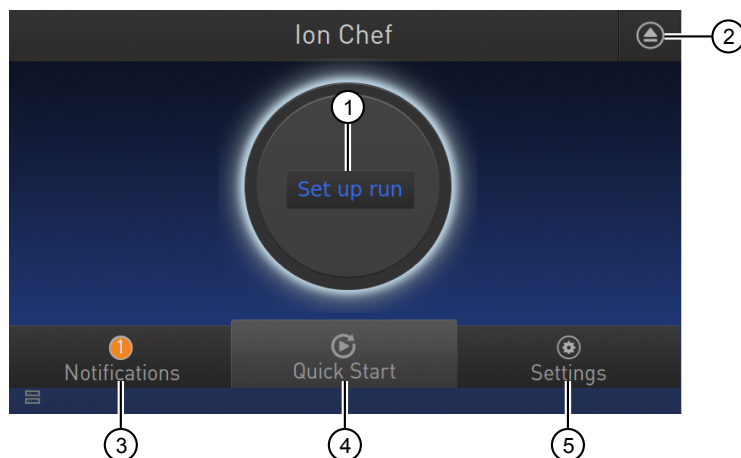 Ion Chef
2
1
Set up run
1
Notifications
Quick Start
Settings
3
4
5